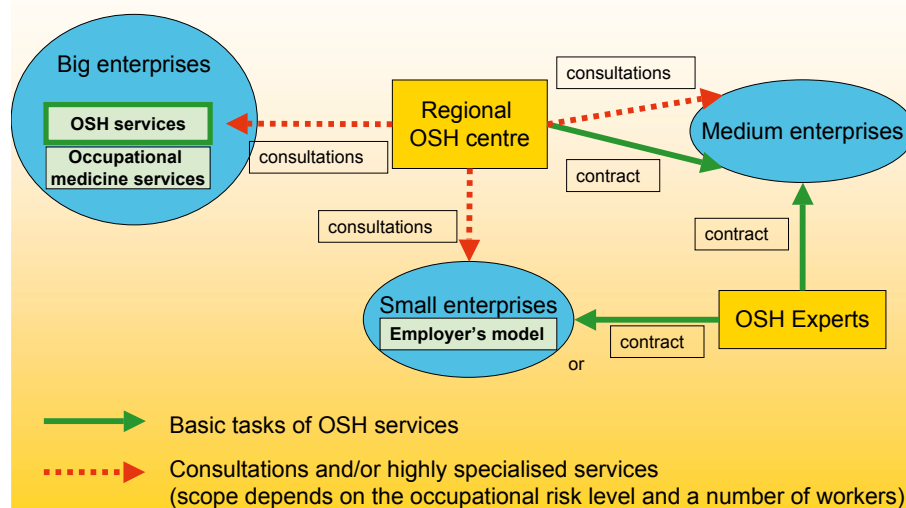 Big enterprises
OSH services
Occupational
medicine services
consultations
Regional
OSH centre
consultations
Medium enterprises
contract
consultations
contract
Small enterprises
Employer's model
or
contract
OSH Experts
Basic tasks of OSH services
Consultations and/or highly specialised services
(scope depends on the occupational risk level and a number of workers)